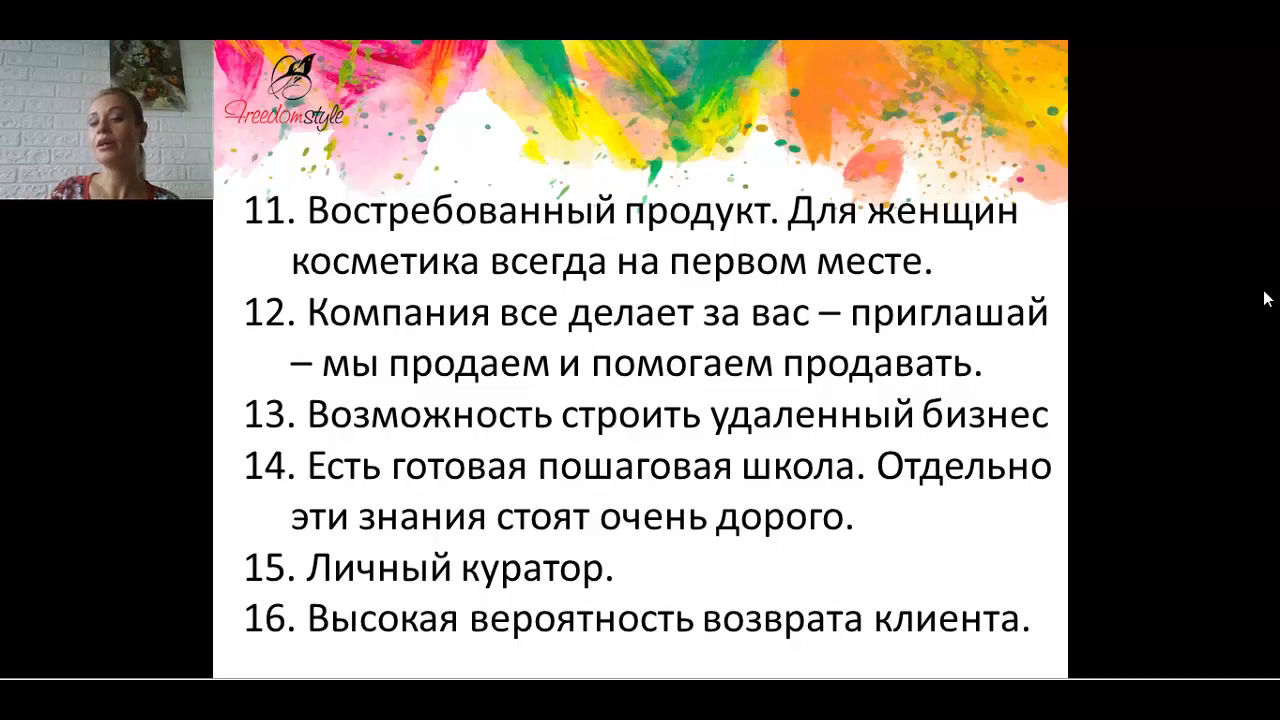 Freedomstyle
11. Востребованный продукт. Для женщин
косметика всегда на первом месте.
12. Компания все делает за вас – приглашай
– мы продаем и помогаем продавать.
13. Возможность строить удаленный бизнес
14. Есть готовая пошаговая школа. Отдельно
эти знания стоят очень дорого.
15. Личный куратор.
16. Высокая вероятность возврата клиента.